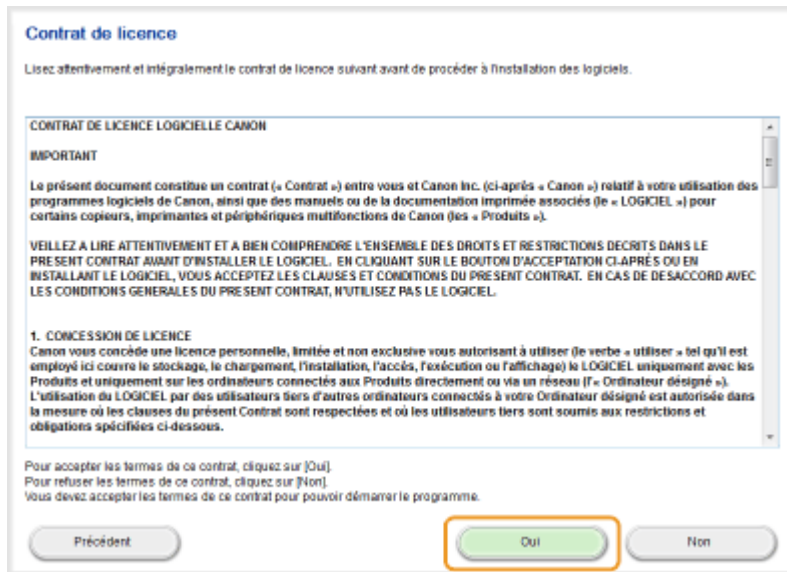 Contrat de licence
Lisez attentivement et intégralement le contrat de licence suivant avant de procéder à l'installation des logiciels.
CONTRAT DE LICENCE LOGICIELLE CANON
IMPORTANT
Le présent document constitue un contrat (« Contrat ») entre vous et Canon Inc. (ci-après « Canon ») relatif à votre utilisation des
programmes logiciels de Canon, ainsi que des manuels ou de la documentation imprimée associés (le « LOGICIEL ») pour
certains copieurs, imprimantes et périphériques multifonctions de Canon (les « Produits »).
VEILLEZ A LIRE ATTENTIVEMENT ET A BIEN COMPRENDRE L'ENSEMBLE DES DROITS ET RESTRICTIONS DECRITS DANS LE
PRESENT CONTRAT AVANT D'INSTALLER LE LOGICIEL. EN CLIQUANT SUR LE BOUTON D'ACCEPTATION CI-APRÈS OU EN
INSTALLANT LE LOGICIEL, VOUS ACCEPTEZ LES CLAUSES ET CONDITIONS DU PRESENT CONTRAT. EN CAS DE DESACCORD AVEC
LES CONDITIONS GENERALES DU PRESENT CONTRAT, N'UTILISEZ PAS LE LOGICIEL.
1. CONCESSION DE LICENCE
Canon vous concède une licence personnelle, limitée et non exclusive vous autorisant à utiliser (le verbe « utiliser » tel qu'il est
employé ici couvre le stockage, le chargement, l'installation, l'accès, l'exécution ou l'affichage) le LOGICIEL uniquement avec les
Produits et uniquement sur les ordinateurs connectés aux Produits directement ou via un réseau (l'« Ordinateur désigné »).
L'utilisation du LOGICIEL par des utilisateurs tiers d'autres ordinateurs connectés à votre Ordinateur désigné est autorisée dans
la mesure où les clauses du présent Contrat sont respectées et où les utilisateurs tiers sont soumis aux restrictions et
obligations spécifiées ci-dessous.
Pour accepter les termes de ce contrat, cliquez sur [Oui].
Pour refuser les termes de ce contrat, cliquez sur [Non].
Vous devez accepter les termes de ce contrat pour pouvoir démarrer le programme.
Précédent Oui Non